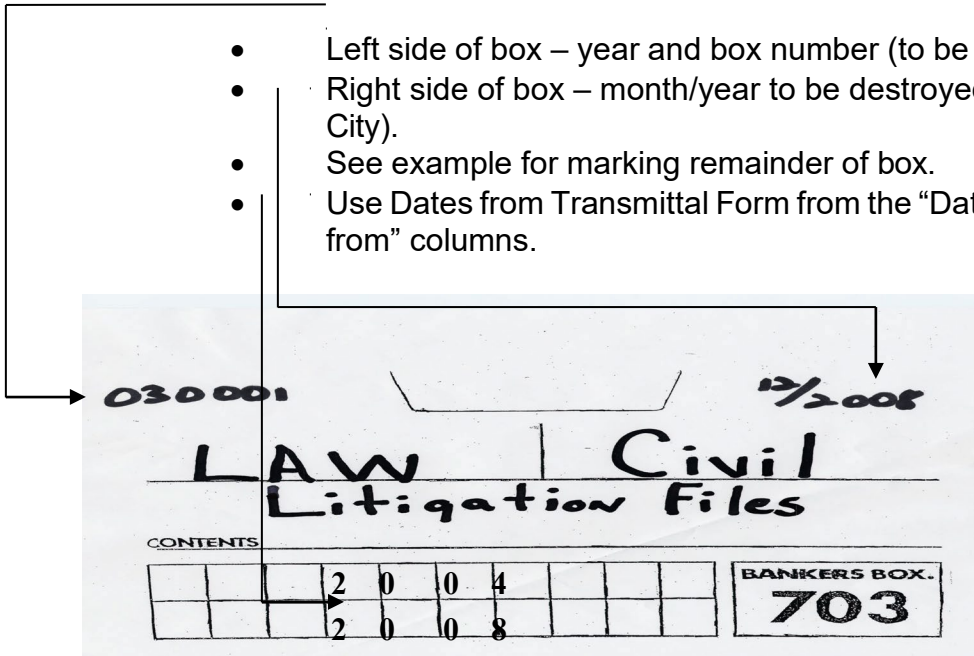 • Left side of box – year and box number (to be
• Right side of box – month/year to be destroye
City).
• See example for marking remainder of box.
• Use Dates from Transmittal Form from the “Dat
from” columns.
030001 12/2008
LAW Civil
Litigation Files
CONTENTS
2 0 0 4
2 0 0 8
BANKERS BOX.
703